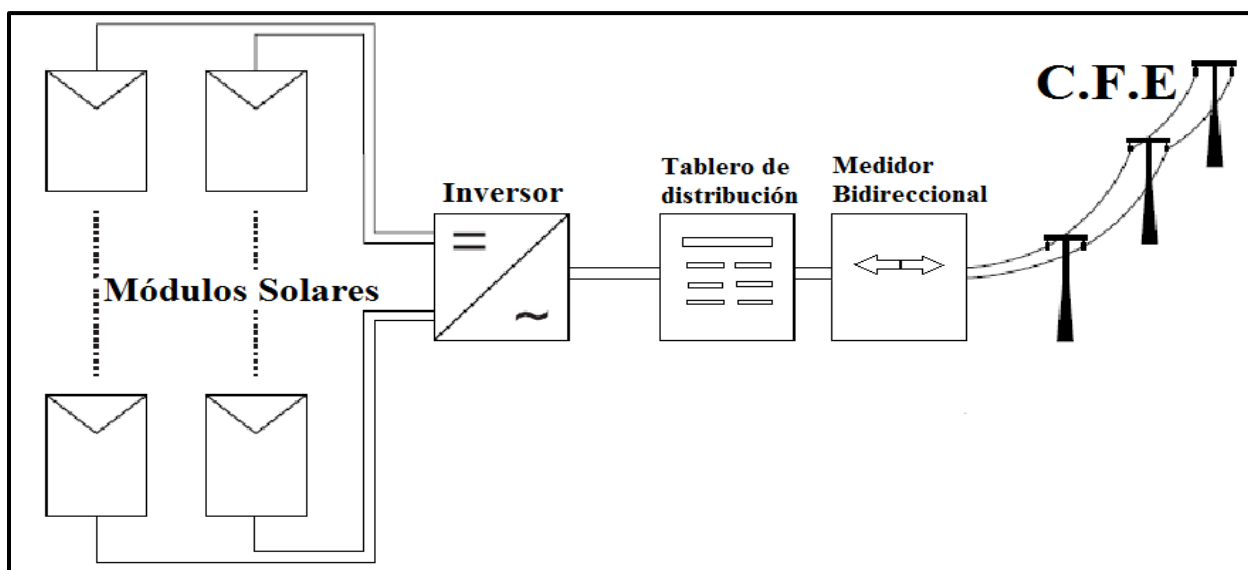 C.F.E
Tablero de
distribución
Medidor
Bidireccional
Inversor
Módulos Solares